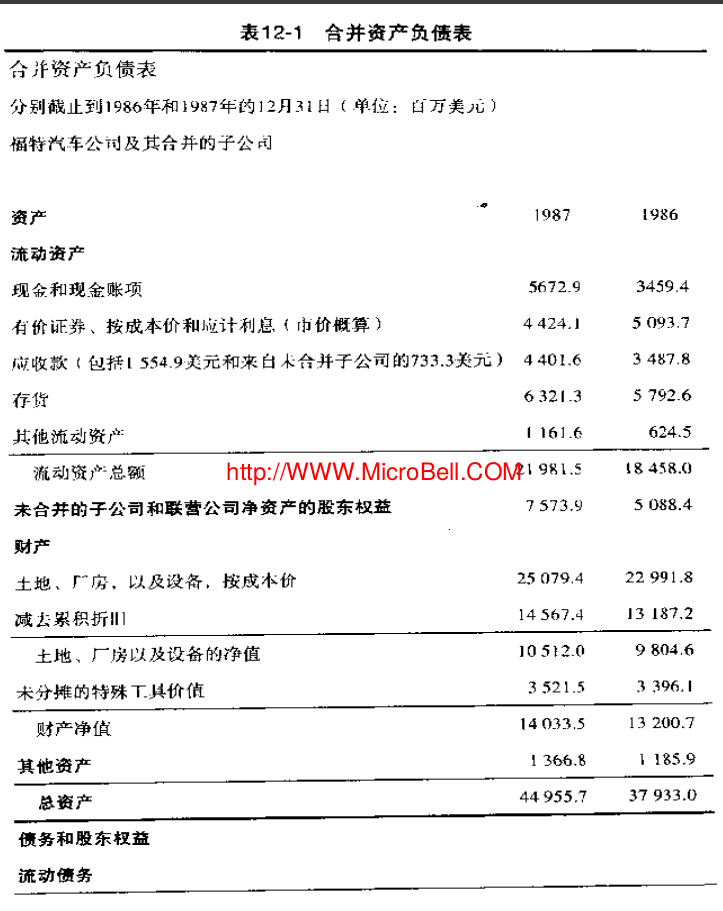 表12-1 合并资产负债表
合并资产负债表
分别截止到1986年和1987年的12月31日（单位：百万美元）
福特汽车公司及其合并的子公司
资产 1987 1986
流动资产
现金和现金账项 5672.9 3459.4
有价证券、按成本价和应计利息（市价概算） 4 424.1 5 093.7
应收款（包括1 554.9美元和来自未合并子公司的733.3美元） 4 401.6 3 487.8
存货 6 321.3 5 792.6
其他流动资产 1 161.6 624.5
流动资产总额 21 981.5 18 458.0
http://WWW.MicroBell.COM
未合并的子公司和联营公司净资产的股东权益 7 573.9 5 088.4
财产
土地、厂房，以及设备，按成本价 25 079.4 22 991.8
减去累积折旧 14 567.4 13 187.2
土地、厂房以及设备的净值 10 512.0 9 804.6
未分摊的特殊工具价值 3 521.5 3 396.1
财产净值 14 033.5 13 200.7
其他资产 1 366.8 1 185.9
总资产 44 955.7 37 933.0
债务和股东权益
流动债务